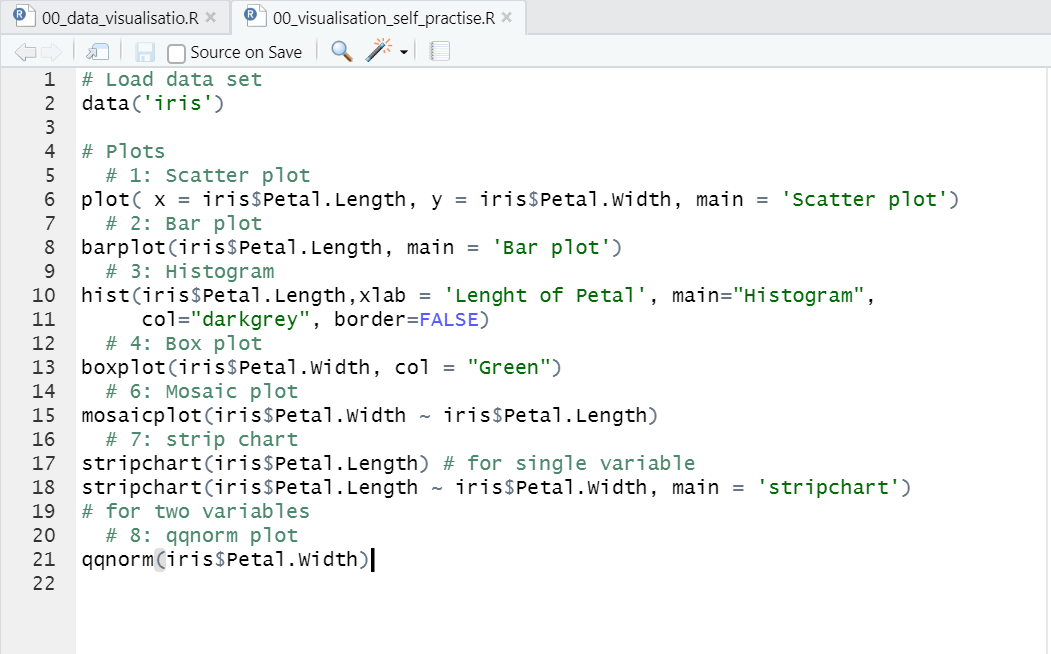 00_data_visualisatio.R × 00_visualisation_self_practise.R ×
Source on Save
1 # Load data set
2 data('iris')
3
4 # Plots
5 # 1: Scatter plot
6 plot( x = iris$Petal.Length, y = iris$Petal.Width, main = 'Scatter plot')
7 # 2: Bar plot
8 barplot(iris$Petal.Length, main = 'Bar plot')
9 # 3: Histogram
10 hist(iris$Petal.Length,xlab = 'Lenght of Petal', main="Histogram",
11 col="darkgrey", border=FALSE)
12 # 4: Box plot
13 boxplot(iris$Petal.Width, col = "Green")
14 # 6: Mosaic plot
15 mosaicplot(iris$Petal.Width ~ iris$Petal.Length)
16 # 7: strip chart
17 stripchart(iris$Petal.Length) # for single variable
18 stripchart(iris$Petal.Length ~ iris$Petal.Width, main = 'stripchart')
19 # for two variables
20 # 8: qqnorm plot
21 qqnorm(iris$Petal.Width)
22